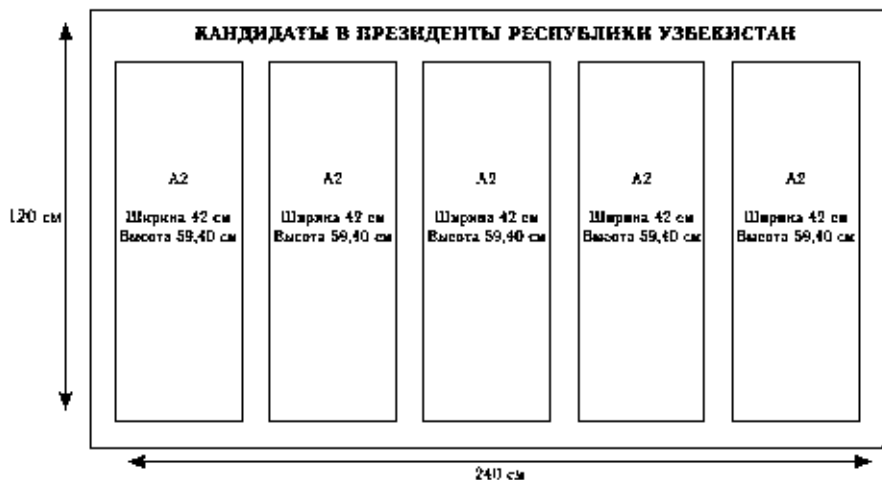 КАНДИДАТЫ В ПРЕЗИДЕНТЫ РЕСПУБЛИКИ УЗБЕКИСТАН
А2
Ширина 42 см
Высота 59,40 см
А2
Ширина 42 см
Высота 59,40 см
А2
Ширина 42 см
Высота 59,40 см
А2
Ширина 42 см
Высота 59,40 см
А2
Ширина 42 см
Высота 59,40 см
120 см
240 см